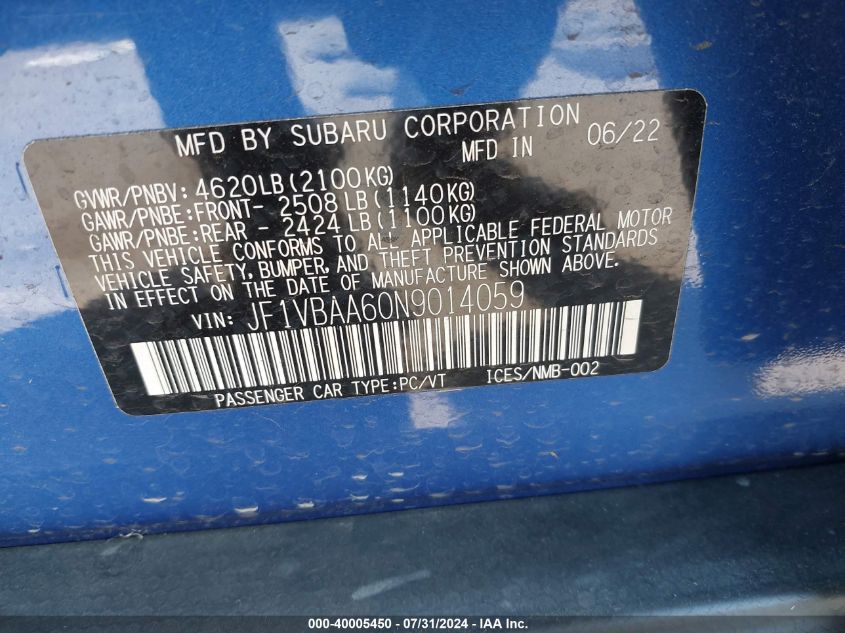 MFD BY SUBARU CORPORATION
MFD IN 06/22
GVWR/PNBV: 4620LB(2100KG)
GAWR/PNBE:FRONT- 2508 LB(1140KG)
GAWR/PNBE:REAR - 2424 LB(1100KG)
THIS VEHICLE CONFORMS TO ALL APPLICABLE FEDERAL MOTOR
VEHICLE SAFETY, BUMPER, AND THEFT PREVENTION STANDARDS
IN EFFECT ON THE DATE OF MANUFACTURE SHOWN ABOVE.
VIN: JF1VBAA60N9014059
PASSENGER CAR TYPE:PC/VT ICES/NMB-002
000-40005450 - 07/31/2024 - IAA Inc.